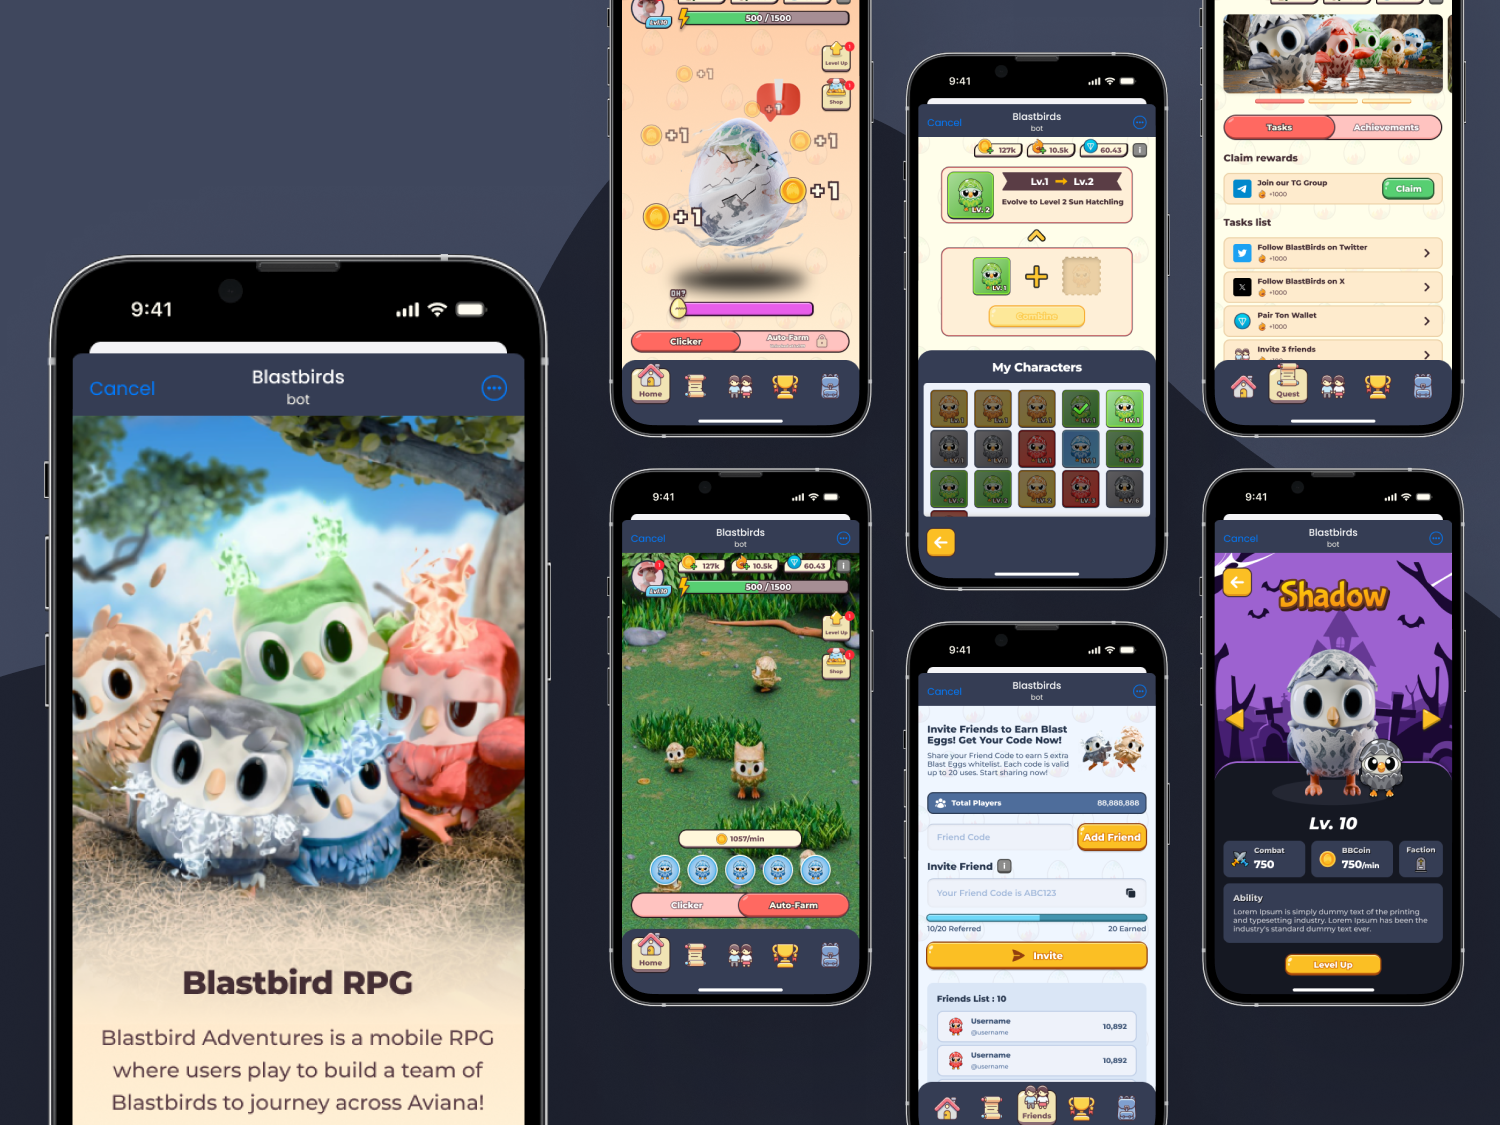 9:41
Cancel
Blastbirds
bot
Blastbird RPG
Blastbird Adventures is a mobile RPG
where users play to build a team of
Blastbirds to journey across Aviana!
Lvl.10
500 / 1500
+1
+1
+1
+1
+1
+1
Level Up
Shop
OH?
Clicker
Auto-Farm
Home
9:41
Cancel
Blastbirds
bot
127k
10.5k
60.43
Lvl.10
500 / 1500
Level Up
Shop
1057/min
Clicker
Auto-Farm
Home
9:41
Cancel
Blastbirds
bot
127k
10.5k
60.43
Lv.1
Lv.2
LV. 2
Evolve to Level 2 Sun Hatchling
LV. 1
Combine
My Characters
9:41
Cancel
Blastbirds
bot
Invite Friends to Earn Blast
Eggs! Get Your Code Now!
Share your Friend Code to earn 5 extra
Blast Eggs whitelist. Each code is valid
up to 20 uses. Start sharing now!
Total Players
88,888,888
Friend Code
Add Friend
Invite Friend
Your Friend Code is ABC123
10/20 Referred
20 Earned
Invite
Friends List : 10
Username
@username
10,892
Username
@username
10,892
Friends
Tasks
Achievements
Claim rewards
Join our TG Group
+1000
Claim
Tasks list
Follow BlastBirds on Twitter
+1000
Follow BlastBirds on X
+1000
Pair Ton Wallet
+1000
Invite 3 friends
Quest
9:41
Cancel
Blastbirds
bot
Shadow
Lv. 10
Combat
750
BBCoin
750/min
Faction
Ability
Lorem Ipsum is simply dummy text of the printing
and typesetting industry. Lorem Ipsum has been the
industry's standard dummy text ever.
Level Up